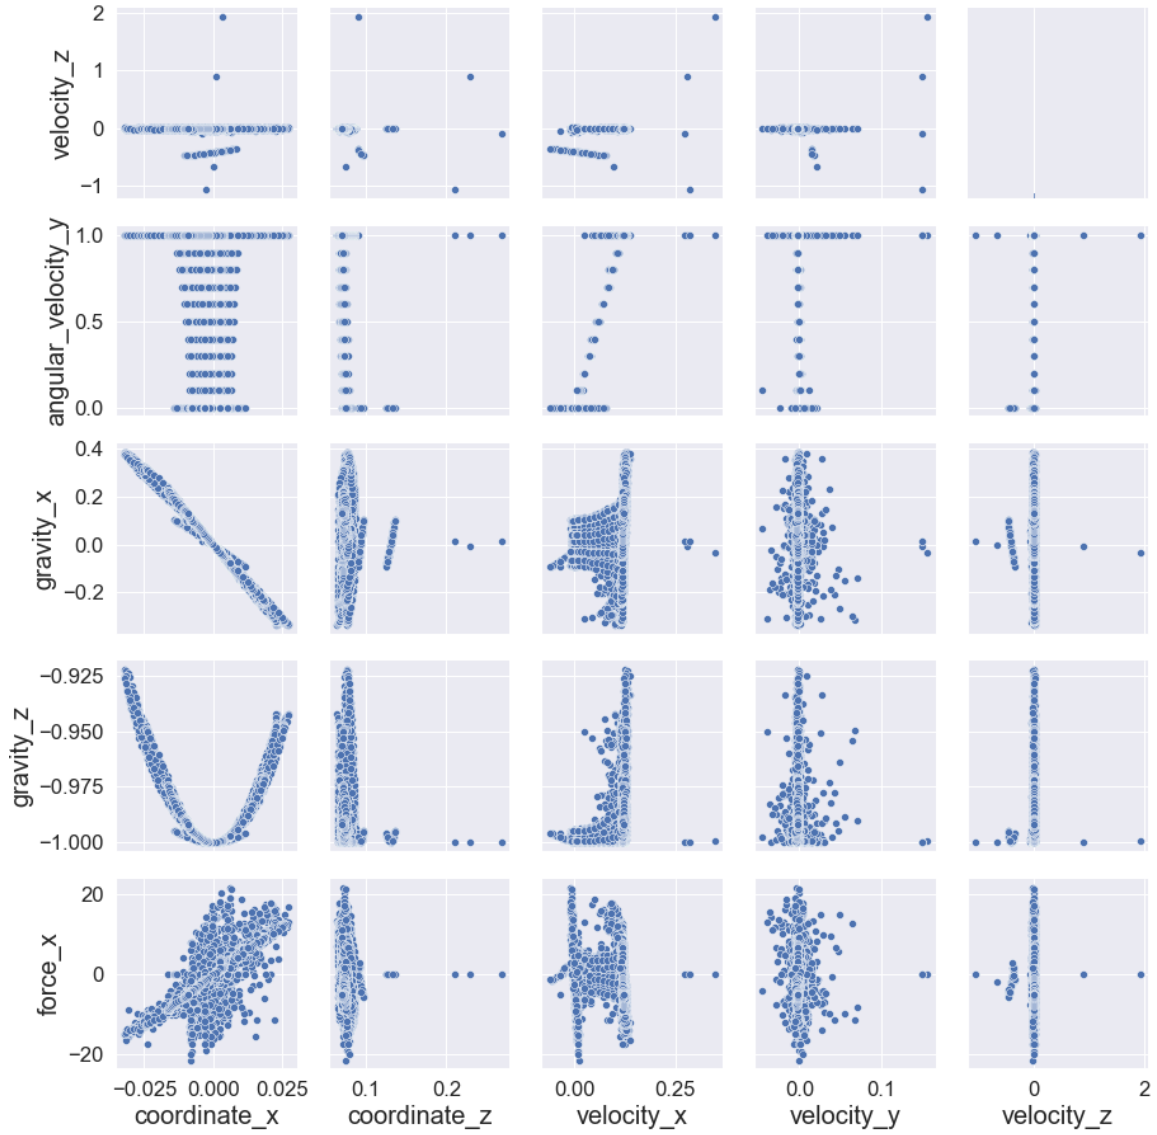 velocity_z
2
1
0
−1
angular_velocity_y
1.0
0.5
0.0
gravity_x
0.4
0.2
0.0
−0.2
gravity_z
−0.925
−0.950
−0.975
−1.000
force_x
20
0
−20
−0.025 0.000 0.025 0.1 0.2 0.00 0.25 0.0 0.1 0 2
coordinate_x coordinate_z velocity_x velocity_y velocity_z